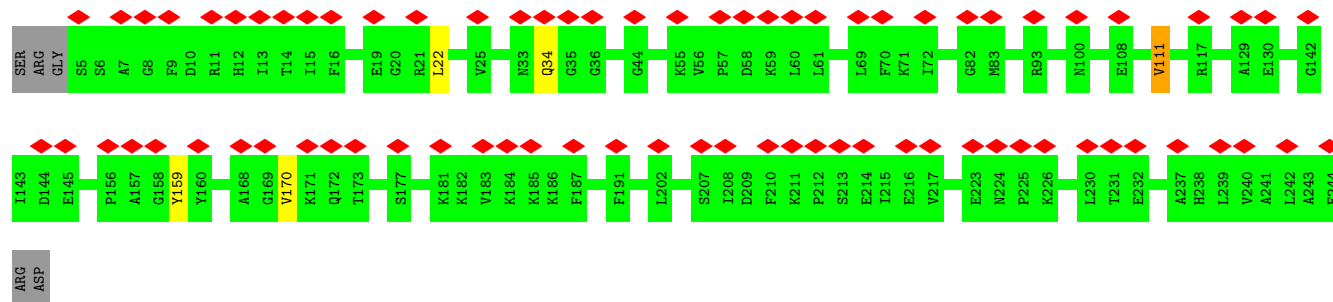 SER ARG GLY S5 S6 A7 G8 F9 D10 R11 H12 I13 T14 I15 F16 E19 G20 R21 L22 V25 N33 Q34 G35 G36 G44 K55 V56 P57 D58 K59 L60 L61 L69 F70 K71 I72 G82 M83 R93 N100 E108 V111 R117 A129 E130 G142
I143 D144 E145 P156 A157 G158 Y159 Y160 A168 G169 V170 K171 Q172 T173 S177 K181 K182 V183 K184 K185 K186 F187 F191 L202 S207 I208 D209 F210 K211 P212 S213 E214 I215 E216 V217 E223 N224 P225 K226 L230 T231 E232 A237 H238 L239 V240 A241 L242 A243
ARG ASP